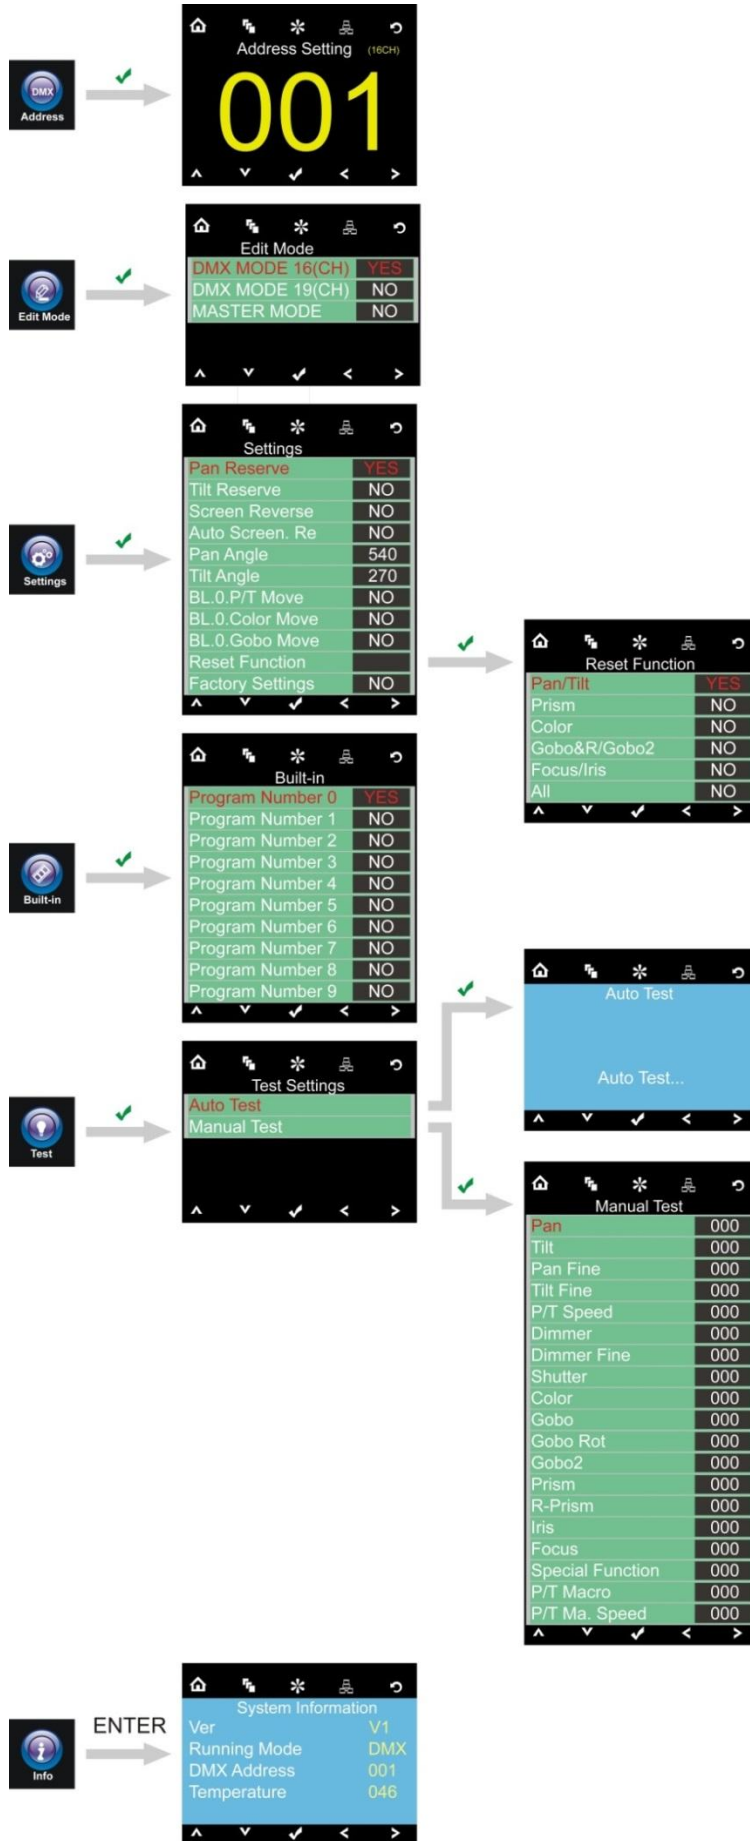 Address Setting (16CH)
DMX
Address
001
Edit Mode
DMX MODE 16(CH) YES
DMX MODE 19(CH) NO
MASTER MODE NO
Edit Mode
Settings
Pan Reserve YES
Tilt Reserve NO
Screen Reverse NO
Auto Screen. Re NO
Pan Angle 540
Tilt Angle 270
BL.0.P/T Move NO
BL.0.Color Move NO
BL.0.Gobo Move NO
Reset Function
Factory Settings NO
Settings
Reset Function
Pan/Tilt YES
Prism NO
Color NO
Gobo&R/Gobo2 NO
Focus/Iris NO
All NO
Built-in
Program Number 0 YES
Program Number 1 NO
Program Number 2 NO
Program Number 3 NO
Program Number 4 NO
Program Number 5 NO
Program Number 6 NO
Program Number 7 NO
Program Number 8 NO
Program Number 9 NO
Built-in
Test Settings
Auto Test
Manual Test
Test
Auto Test
Auto Test...
Manual Test
Pan 000
Tilt 000
Pan Fine 000
Tilt Fine 000
P/T Speed 000
Dimmer 000
Dimmer Fine 000
Shutter 000
Color 000
Gobo 000
Gobo Rot 000
Gobo2 000
Prism 000
R-Prism 000
Iris 000
Focus 000
Special Function 000
P/T Macro 000
P/T Ma. Speed 000
ENTER
Info
System Information
Ver V1
Running Mode DMX
DMX Address 001
Temperature 046